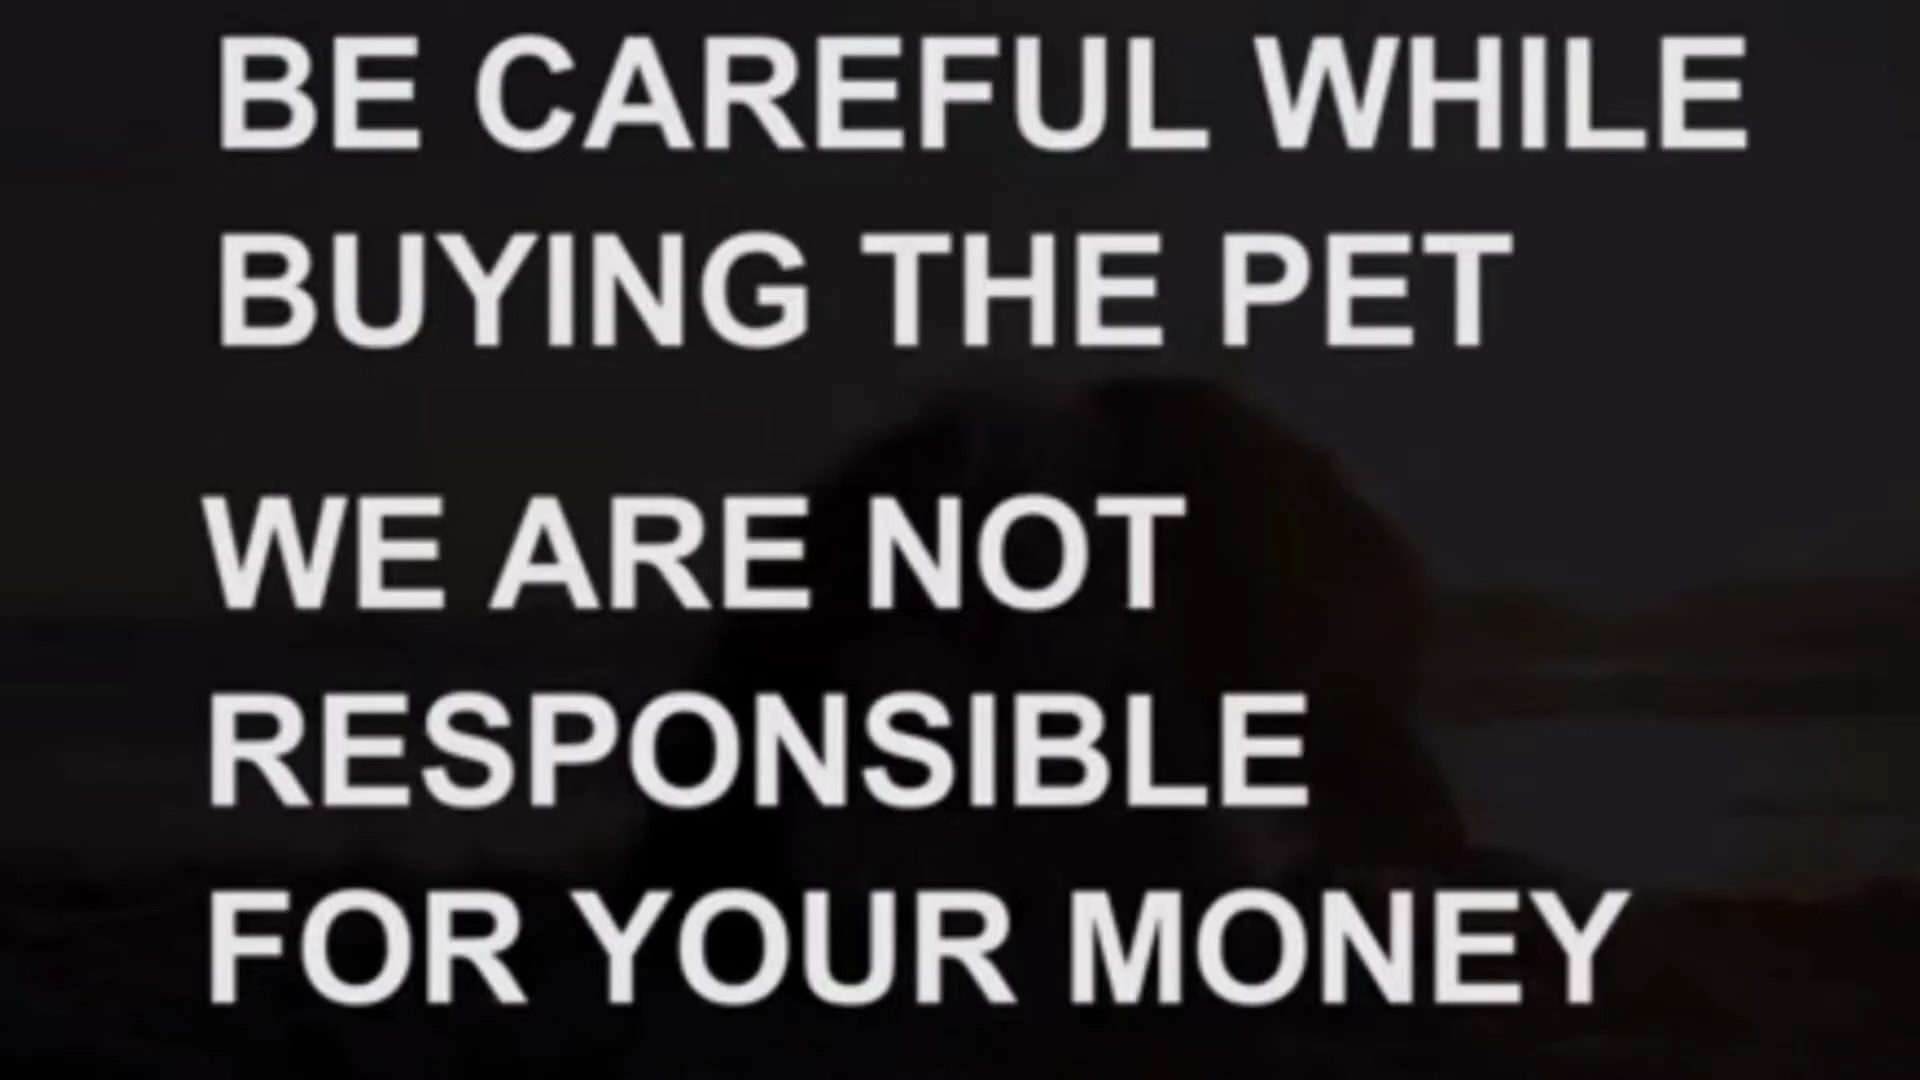 BE CAREFUL WHILE
BUYING THE PET
WE ARE NOT
RESPONSIBLE
FOR YOUR MONEY